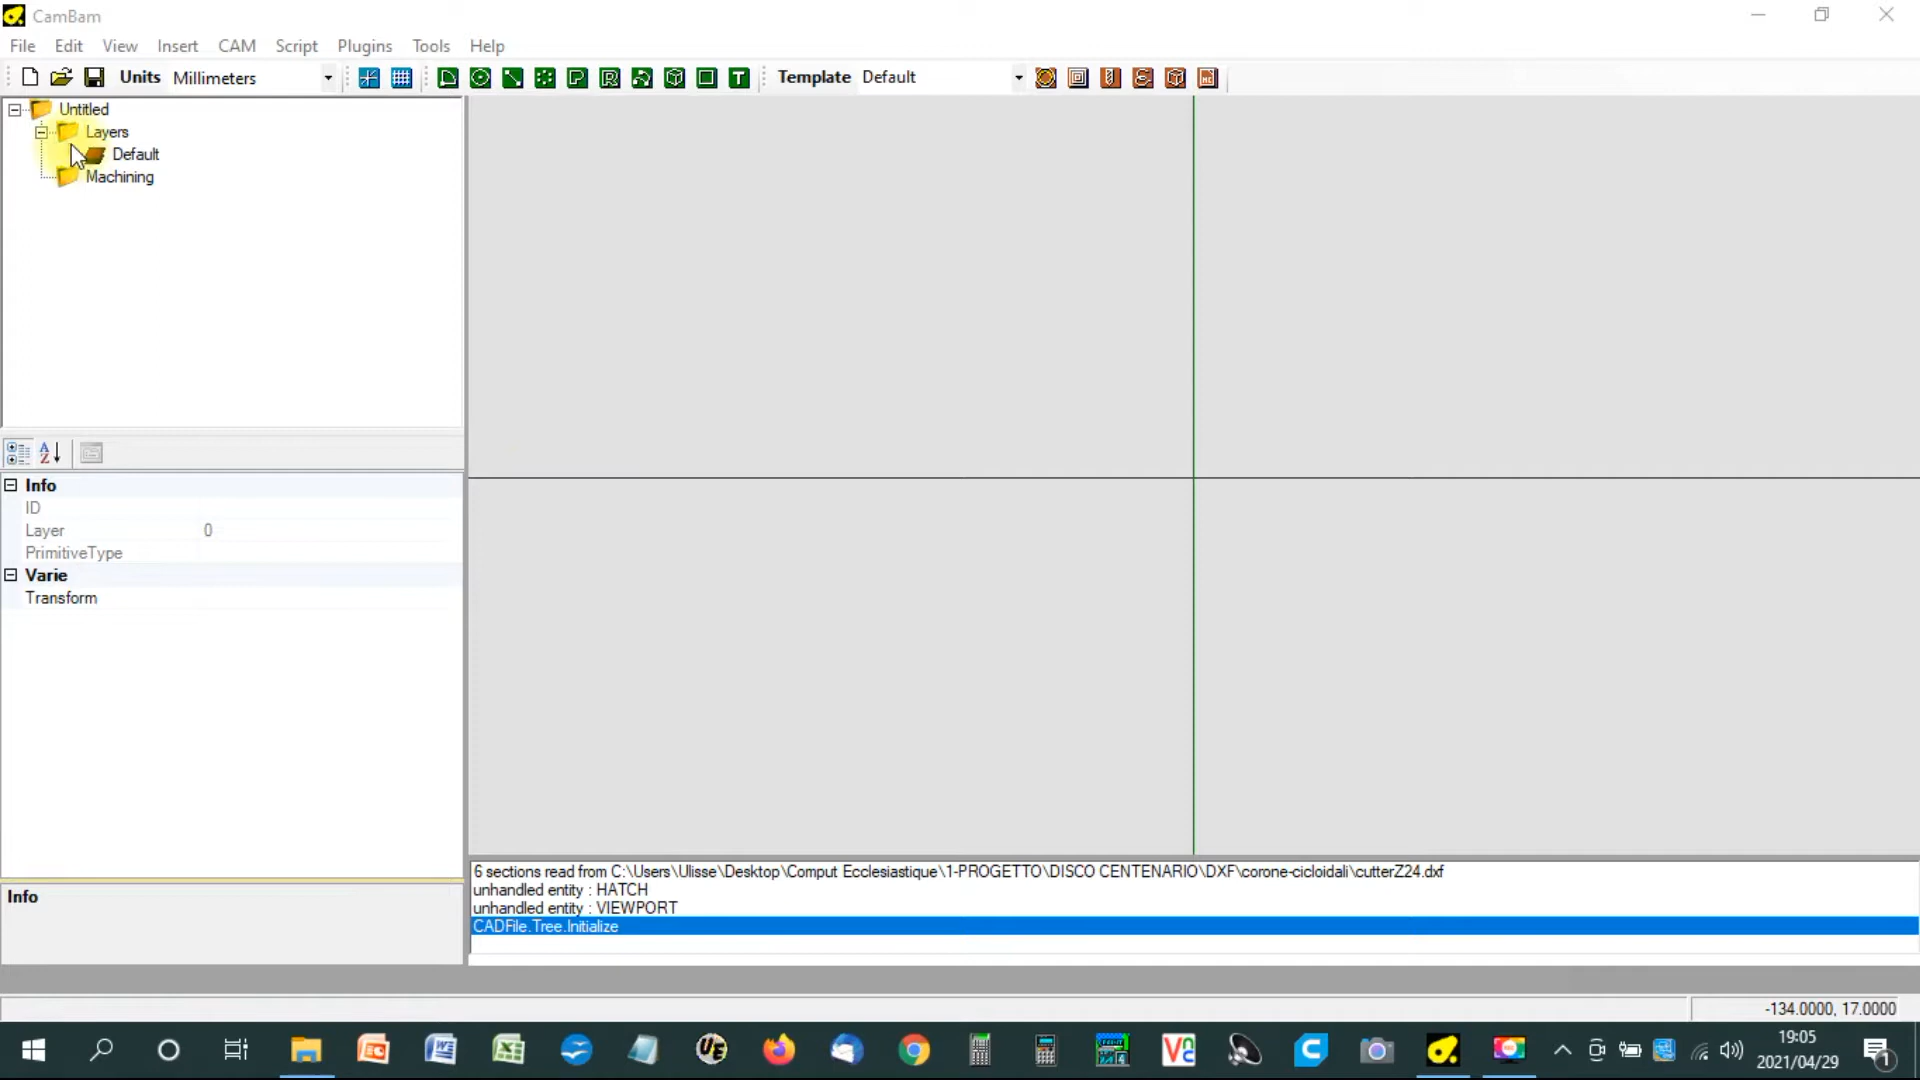 CamBam
File Edit View Insert CAM Script Plugins Tools Help
Units Millimeters Template Default
Untitled
Layers
Default
Machining
Info
ID
Layer 0
PrimitiveType
Varie
Transform
Info
6 sections read from C:\Users\Ulisse\Desktop\Comput Ecclesiastique\1-PROGETTO\DISCO CENTENARIO\DXF\corone-cicloidali\cutterZ24.dxf
unhandled entity : HATCH
unhandled entity : VIEWPORT
CADFile.Tree.Initialize
-134.0000, 17.0000
19:05
2021/04/29